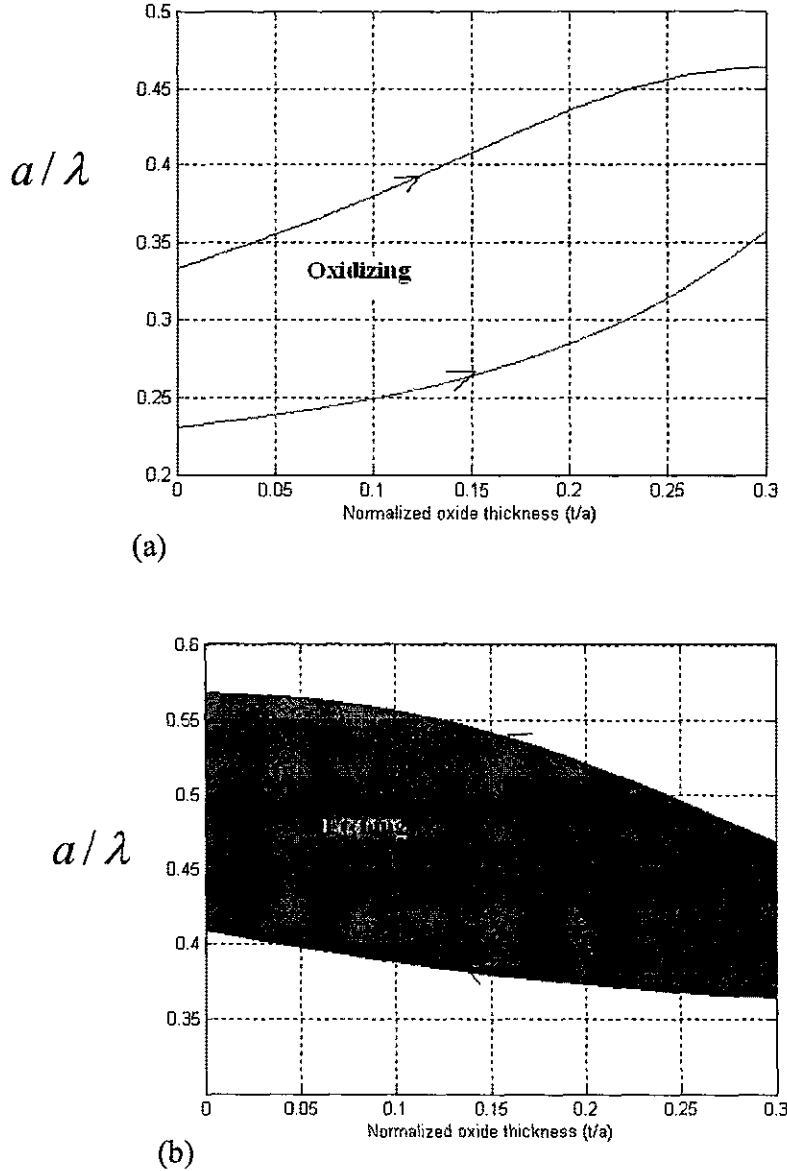 0.5
0.45
0.4
a / λ
0.35
Oxidizing
0.3
0.25
0.2
0 0.05 0.1 0.15 0.2 0.25 0.3
Normalized oxide thickness (t/a)
(a)
0.6
0.55
0.5
Etching
a / λ
0.45
0.4
0.35
0 0.05 0.1 0.15 0.2 0.25 0.3
Normalized oxide thickness (t/a)
(b)